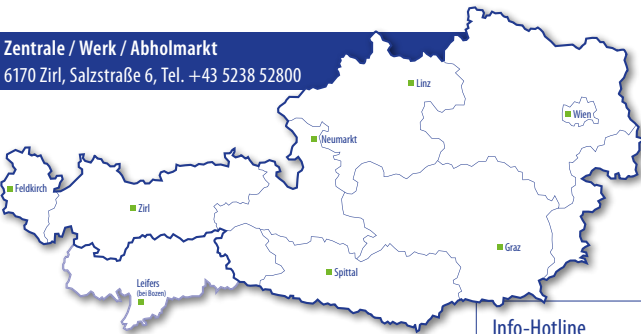 Zentrale / Werk / Abholmarkt
6170 Zirl, Salzstraße 6, Tel. +43 5238 52800
Linz
Wien
Neumarkt
Feldkirch
Zirl
Graz
Spittal
Leifers
(bei Bozen)
Info-Hotline